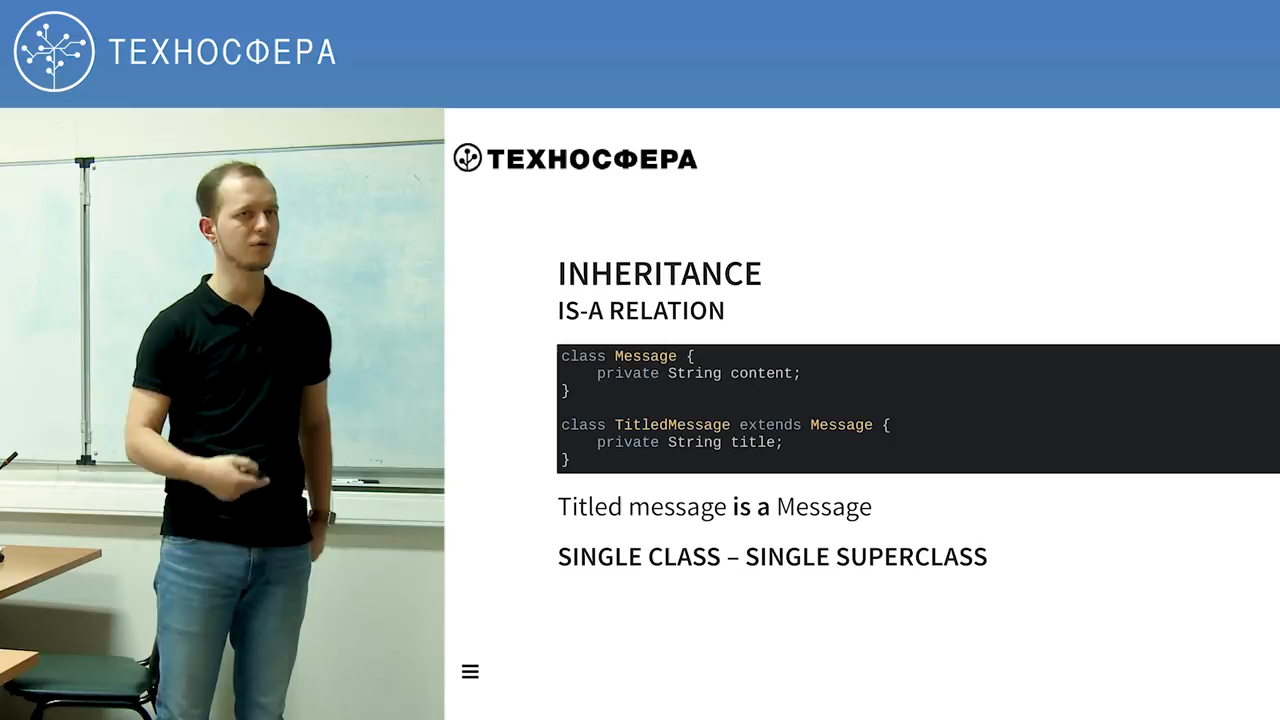 ТЕХНОСФЕРА
ТЕХНОСФЕРА
INHERITANCE
IS-A RELATION
class Message {
    private String content;
}
class TitledMessage extends Message {
    private String title;
}
Titled message is a Message
SINGLE CLASS – SINGLE SUPERCLASS